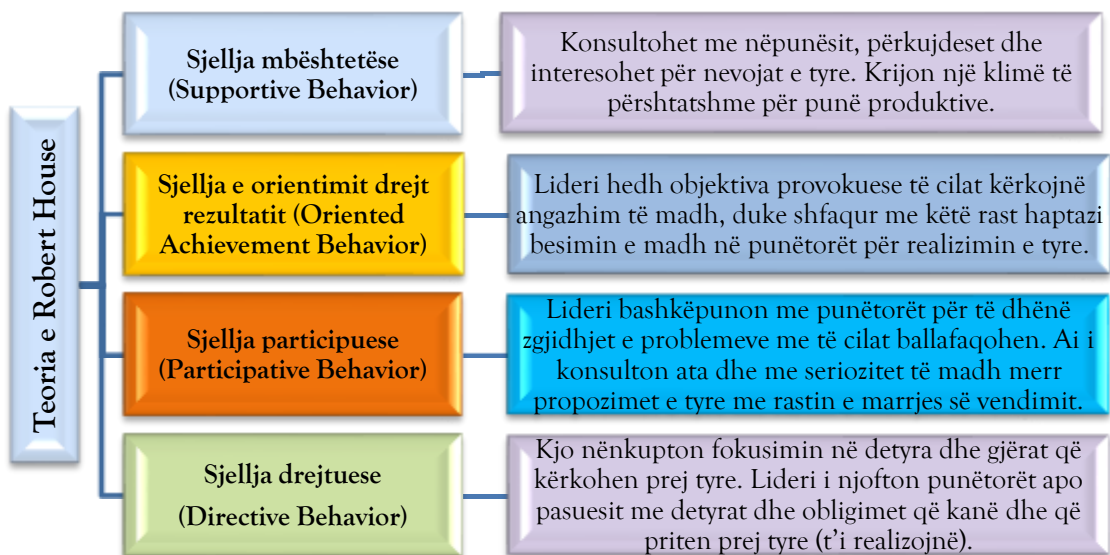 Teoria e Robert House
Sjellja mbështetëse
(Supportive Behavior)
Konsultohet me nëpunësit, përkujdeset dhe
interesohet për nevojat e tyre. Krijon një klimë të
përshtatshme për punë produktive.
Sjellja e orientimit drejt
rezultatit (Oriented
Achievement Behavior)
Lideri hedh objektiva provokuese të cilat kërkojnë
angazhim të madh, duke shfaqur me këtë rast haptazi
besimin e madh në punëtorët për realizimin e tyre.
Sjellja participuese
(Participative Behavior)
Lideri bashkëpunon me punëtorët për të dhënë
zgjidhjet e problemeve me të cilat ballafaqohen. Ai i
konsulton ata dhe me seriozitet të madh merr
propozimet e tyre me rastin e marrjes së vendimit.
Sjellja drejtuese
(Directive Behavior)
Kjo nënkupton fokusimin në detyra dhe gjërat që
kërkohen prej tyre. Lideri i njofton punëtorët apo
pasuesit me detyrat dhe obligimet që kanë dhe që
priten prej tyre (t'i realizojnë).